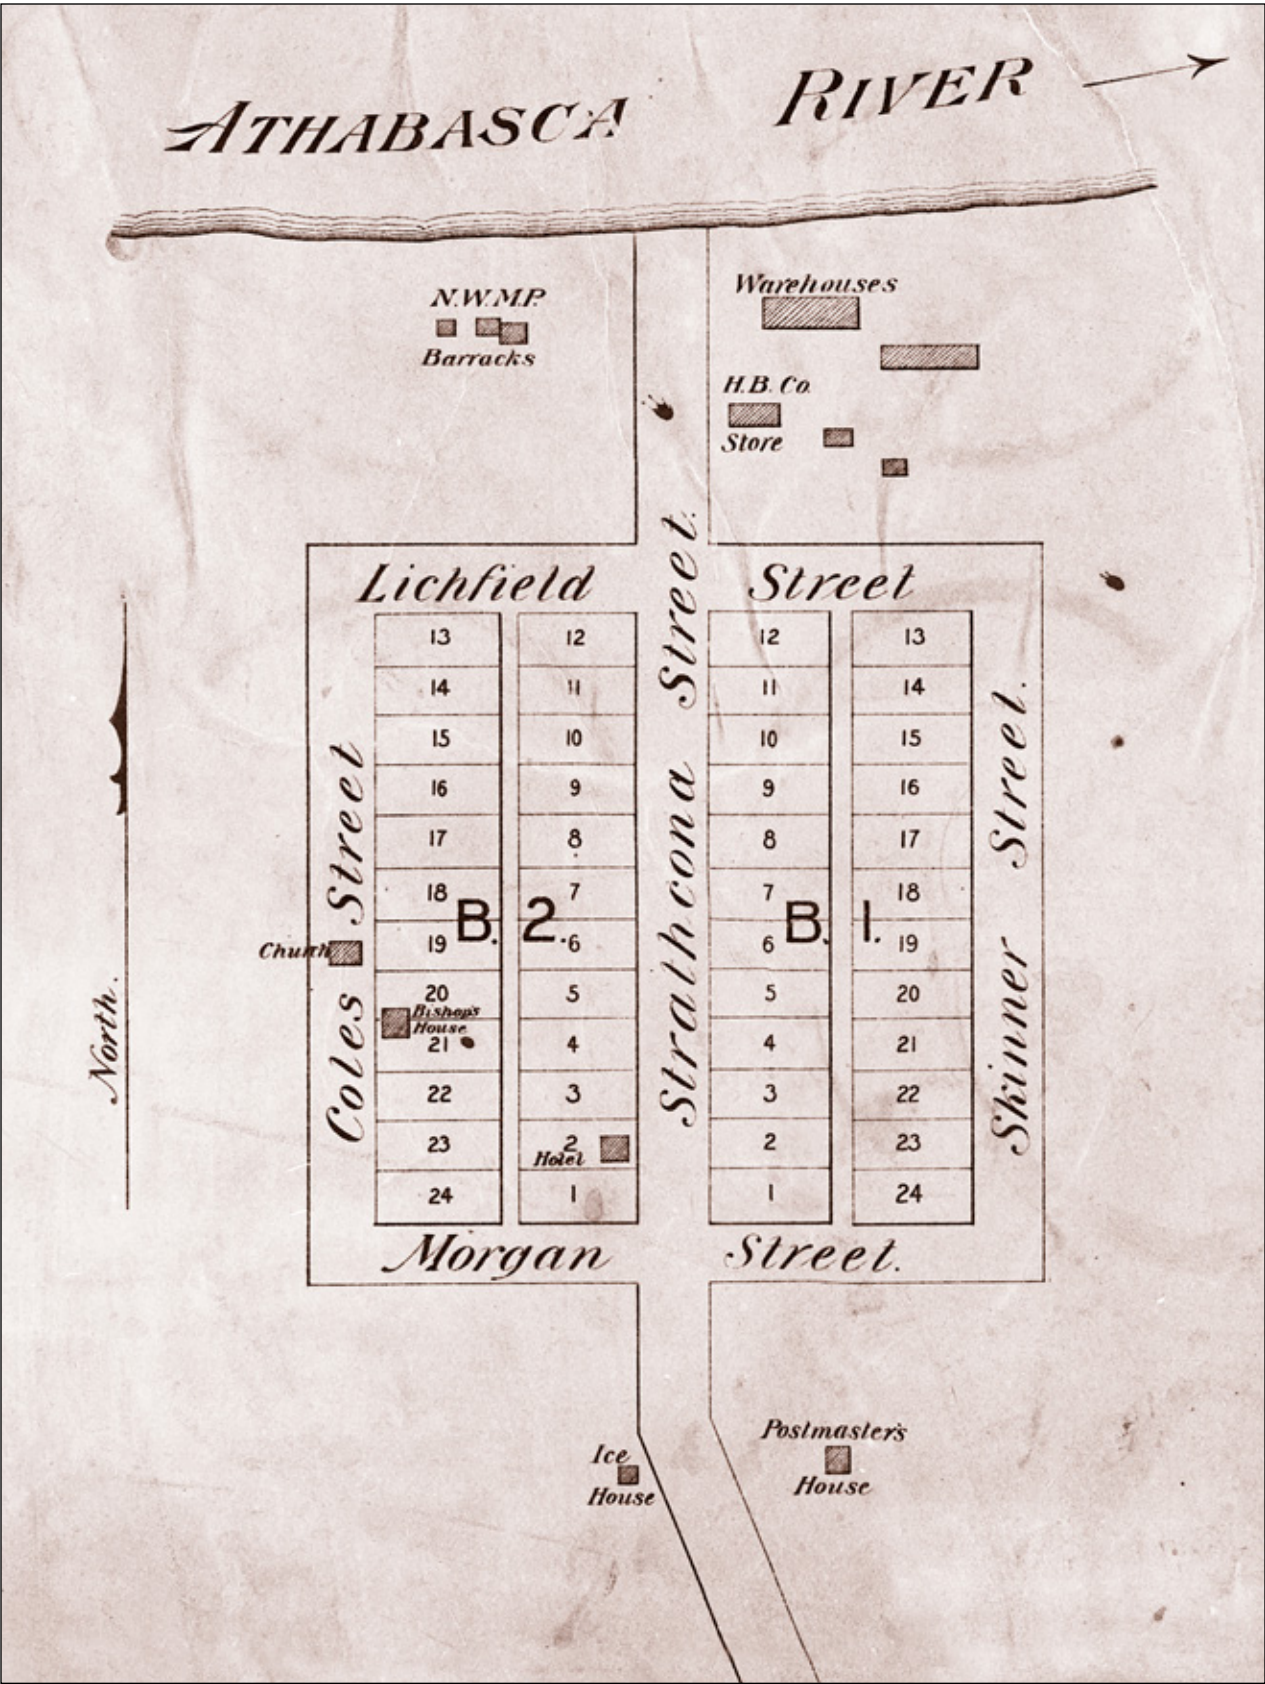 ATHABASCA RIVER
N.W.M.P.
Barracks
Warehouses
H.B. Co.
Store
Lichfield Street
Strathcona Street.
Coles Street
Skinner Street.
North.
13 12 12 13
14 11 11 14
15 10 10 15
16 9 9 16
17 8 8 17
18 7 7 18
B. 2. B. 1.
Church
19 6 6 19
20 5 5 20
Bishop's
House
21 4 4 21
22 3 3 22
23 2 2 23
Hotel
24 1 1 24
Morgan Street.
Ice
House
Postmaster's
House